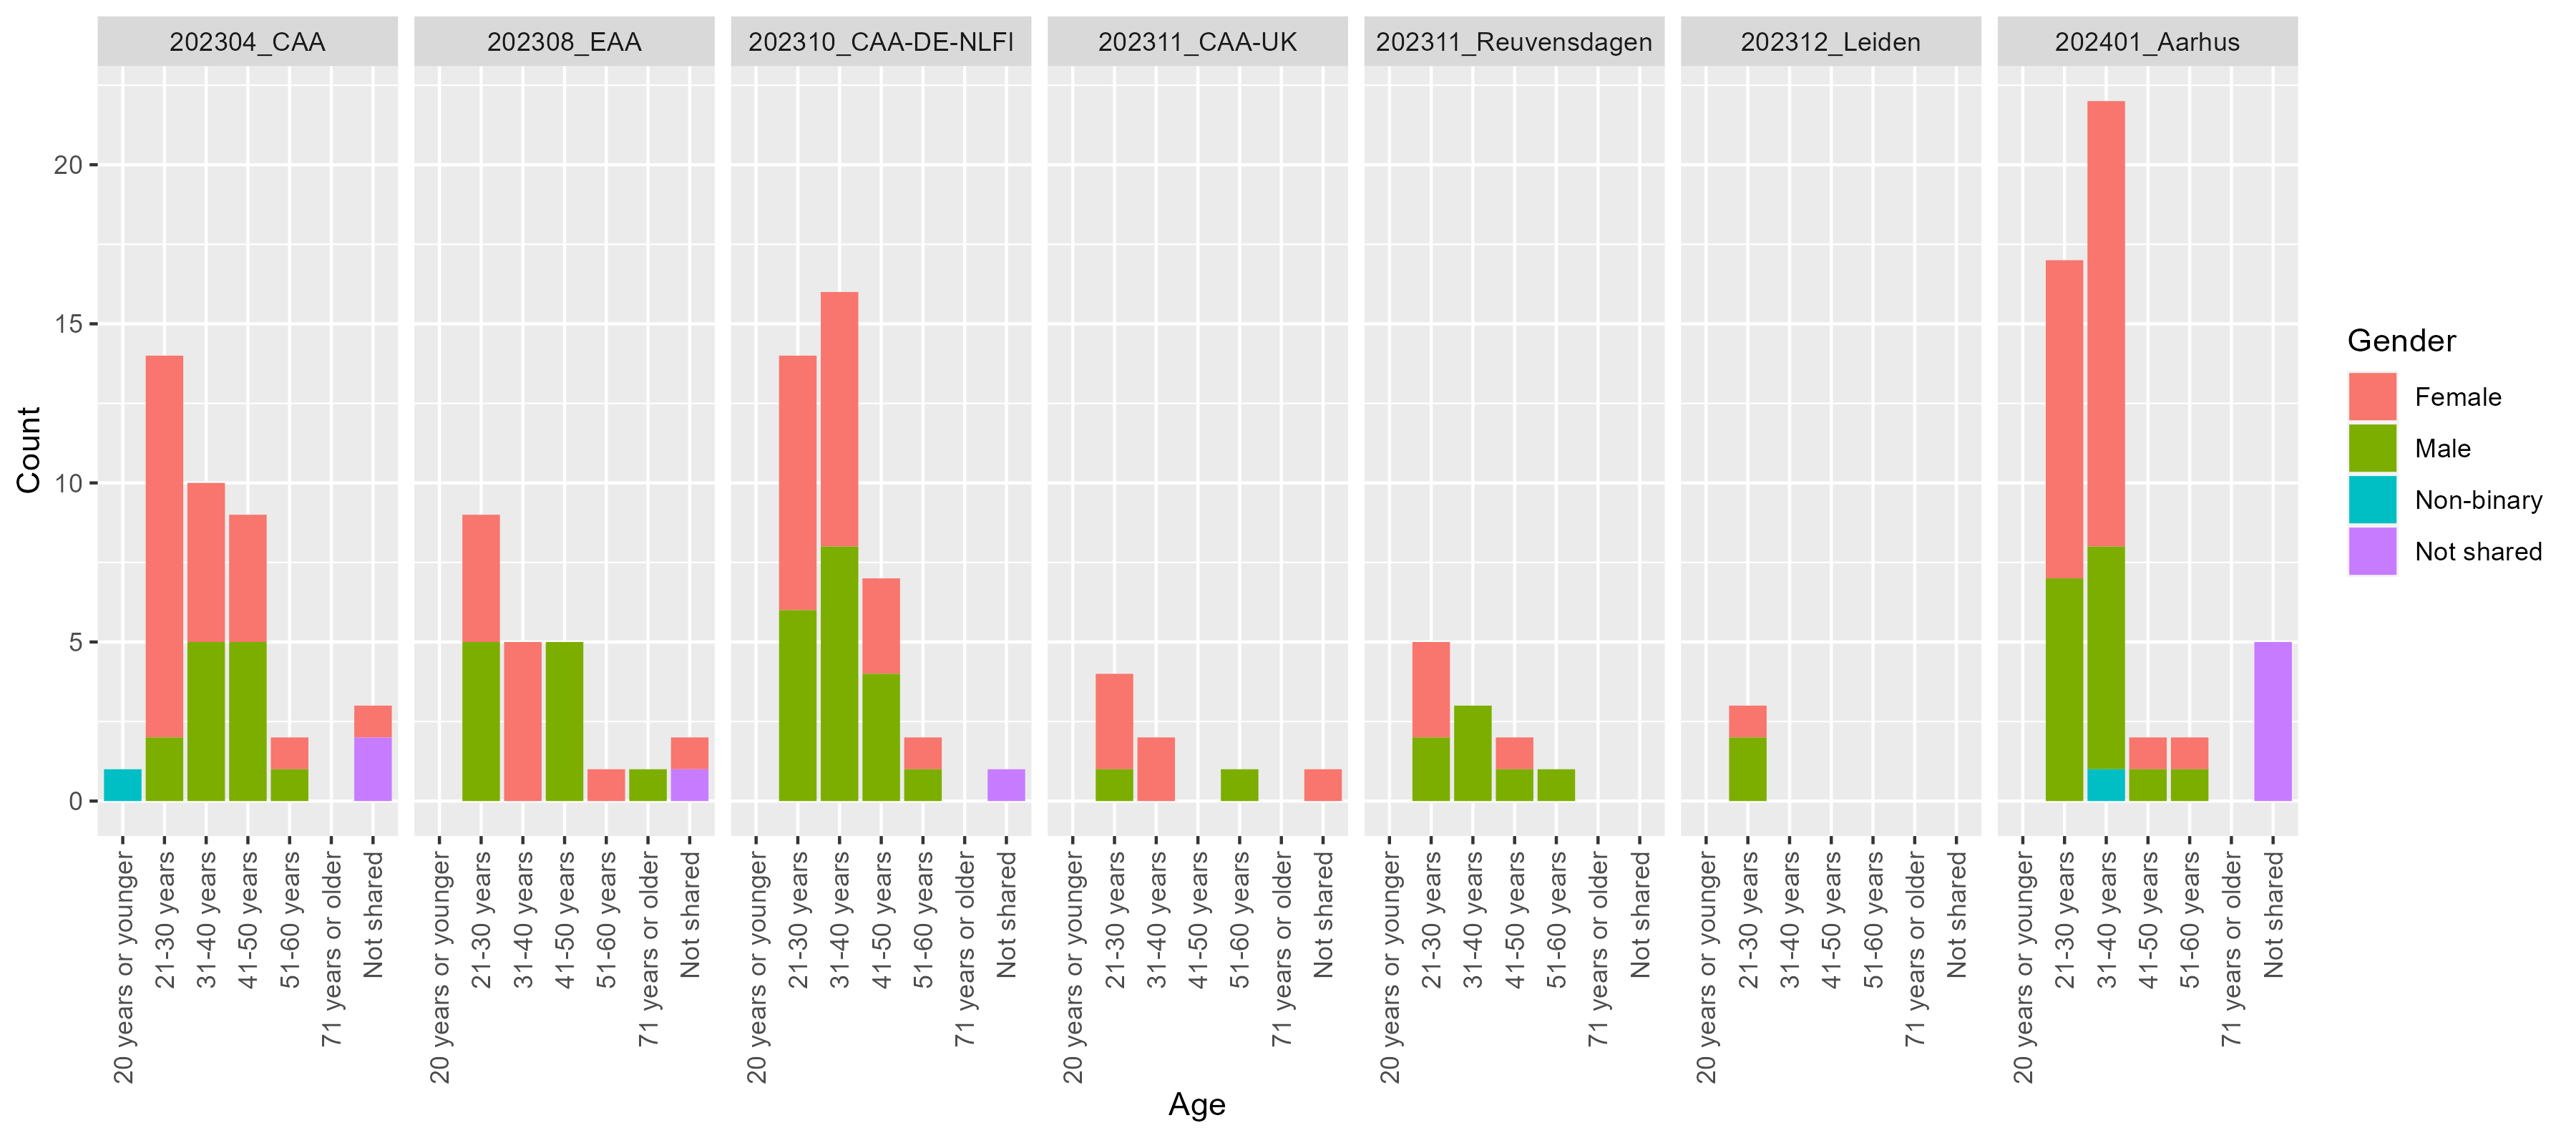 202304_CAA
202308_EAA
202310_CAA-DE-NLFI
202311_CAA-UK
202311_Reuvensdagen
202312_Leiden
202401_Aarhus
Count
20
15
10
5
0
20 years or younger
21-30 years
31-40 years
41-50 years
51-60 years
71 years or older
Not shared
20 years or younger
21-30 years
31-40 years
41-50 years
51-60 years
71 years or older
Not shared
20 years or younger
21-30 years
31-40 years
41-50 years
51-60 years
71 years or older
Not shared
20 years or younger
21-30 years
31-40 years
41-50 years
51-60 years
71 years or older
Not shared
20 years or younger
21-30 years
31-40 years
41-50 years
51-60 years
71 years or older
Not shared
20 years or younger
21-30 years
31-40 years
41-50 years
51-60 years
71 years or older
Not shared
20 years or younger
21-30 years
31-40 years
41-50 years
51-60 years
71 years or older
Not shared
Age
Gender
Female
Male
Non-binary
Not shared